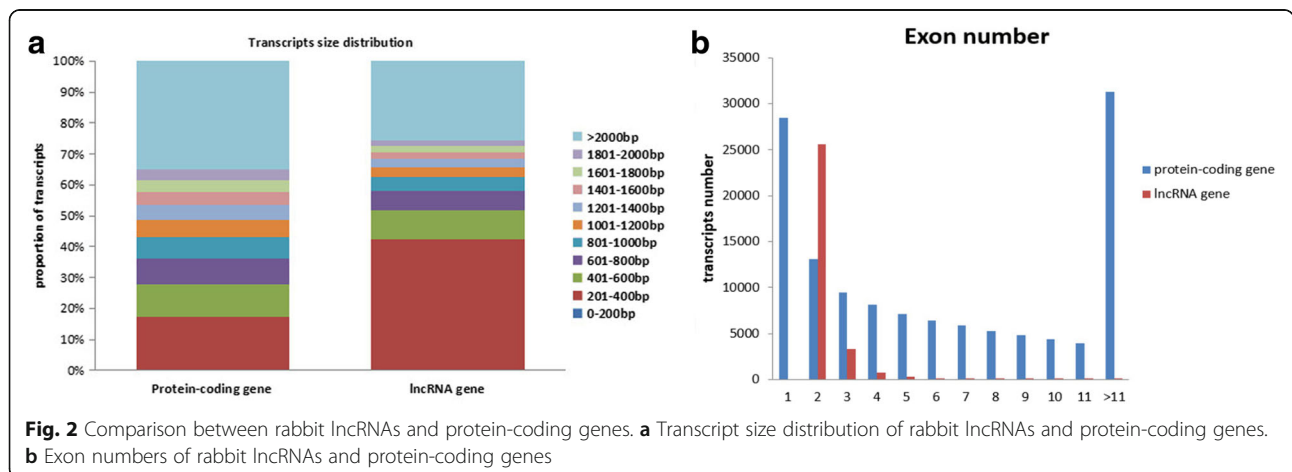 a
Transcripts size distribution
100%
90%
80%
70%
60%
50%
40%
30%
20%
10%
0%
proportion of transcripts
Protein-coding gene
lncRNA gene
>2000bp
1801-2000bp
1601-1800bp
1401-1600bp
1201-1400bp
1001-1200bp
801-1000bp
601-800bp
401-600bp
201-400bp
0-200bp
b
Exon number
35000
30000
25000
20000
15000
10000
5000
0
transcripts number
1 2 3 4 5 6 7 8 9 10 11 >11
protein-coding gene
lncRNA gene
Fig. 2 Comparison between rabbit lncRNAs and protein-coding genes. a Transcript size distribution of rabbit lncRNAs and protein-coding genes.
b Exon numbers of rabbit lncRNAs and protein-coding genes